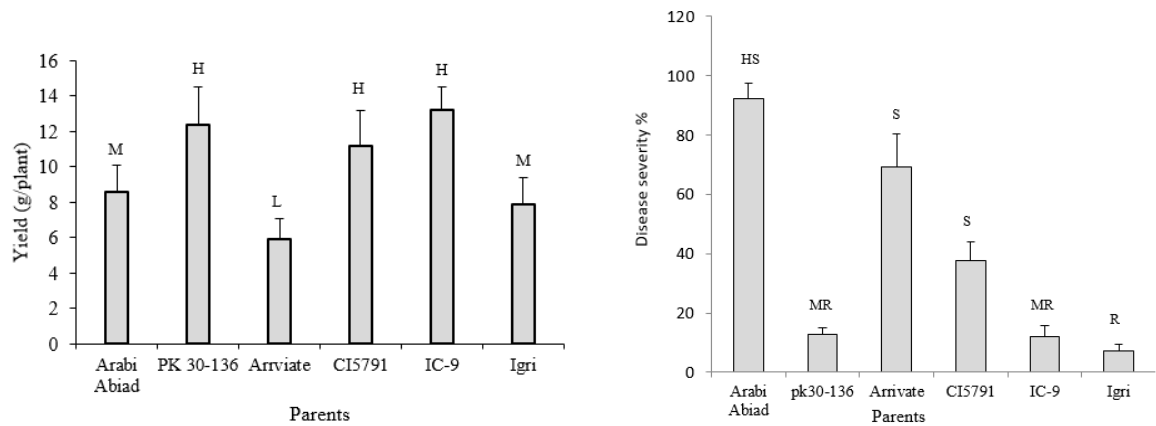 Yield (g/plant)
16
14
12
10
8
6
4
2
0
M
H
L
H
H
M
Arabi
Abiad
PK 30-136
Arrviate
CI5791
IC-9
Igri
Parents
Disease severity %
120
100
80
60
40
20
0
HS
MR
S
S
MR
R
Arabi
Abiad
pk30-136
Arrivate
CI5791
IC-9
Igri
Parents